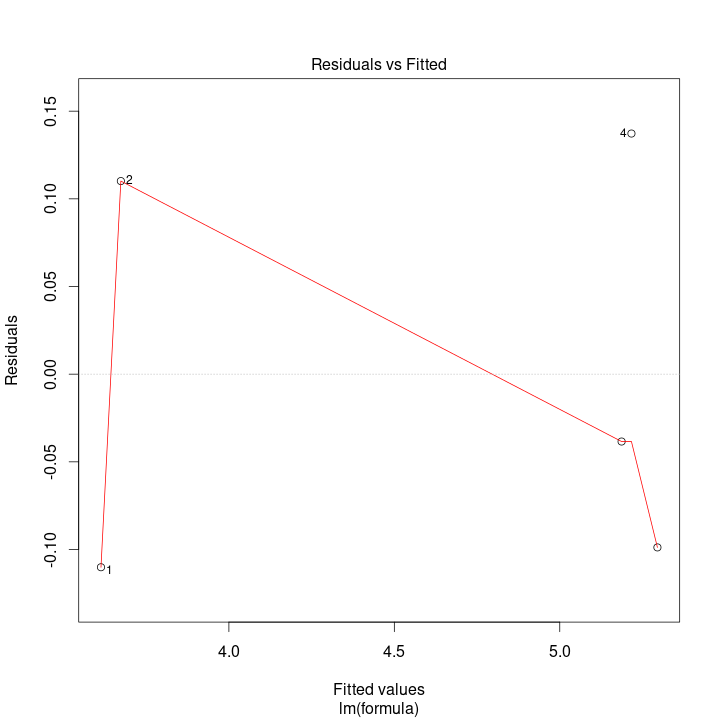 Residuals vs Fitted
0.15
0.10
0.05
0.00
-0.05
-0.10
Residuals
4
2
1
4.0 4.5 5.0
Fitted values
lm(formula)